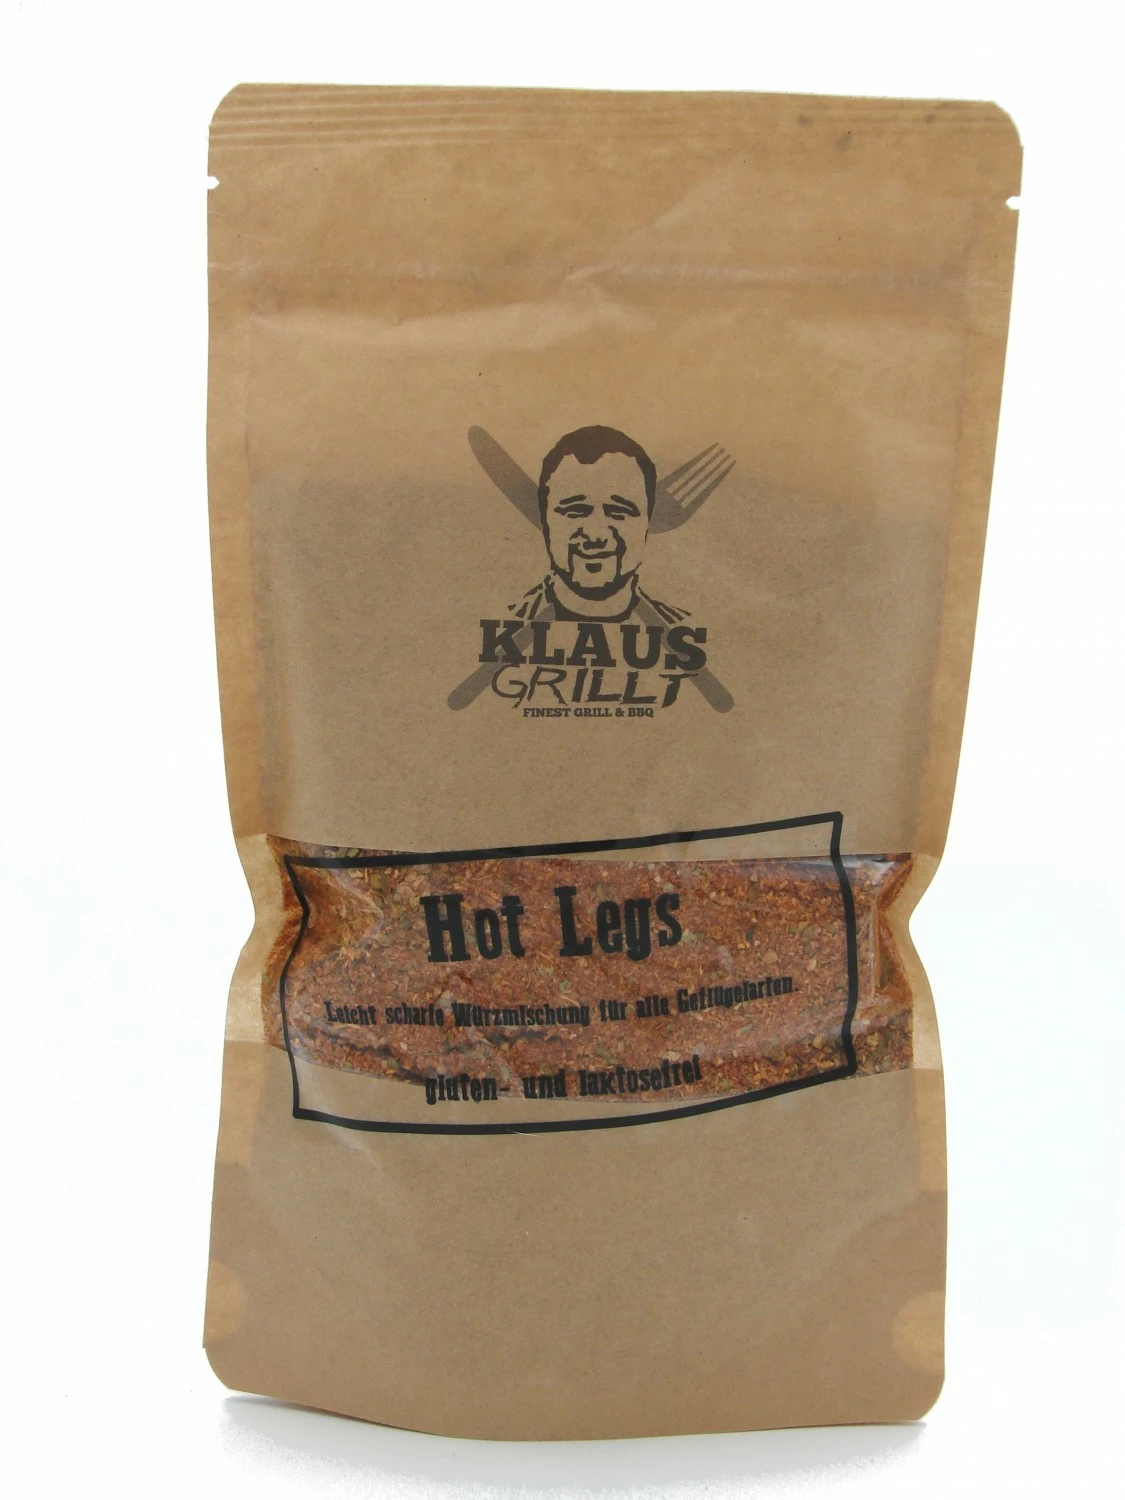 KLAUS
GRILLT
FINEST GRILL & BBQ
Hot Legs
Leicht scharfe Würzmischung für alle Geflügelarten.
gluten- und laktosefrei